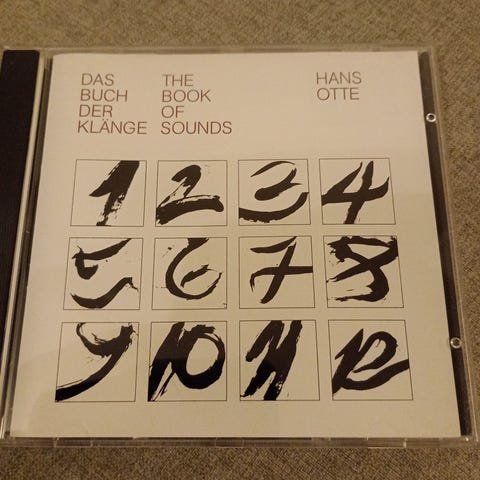 DAS THE HANS
BUCH BOOK OTTE
DER OF
KLÄNGE SOUNDS
1 2 3 4
5 6 7 8
9 10 11 12